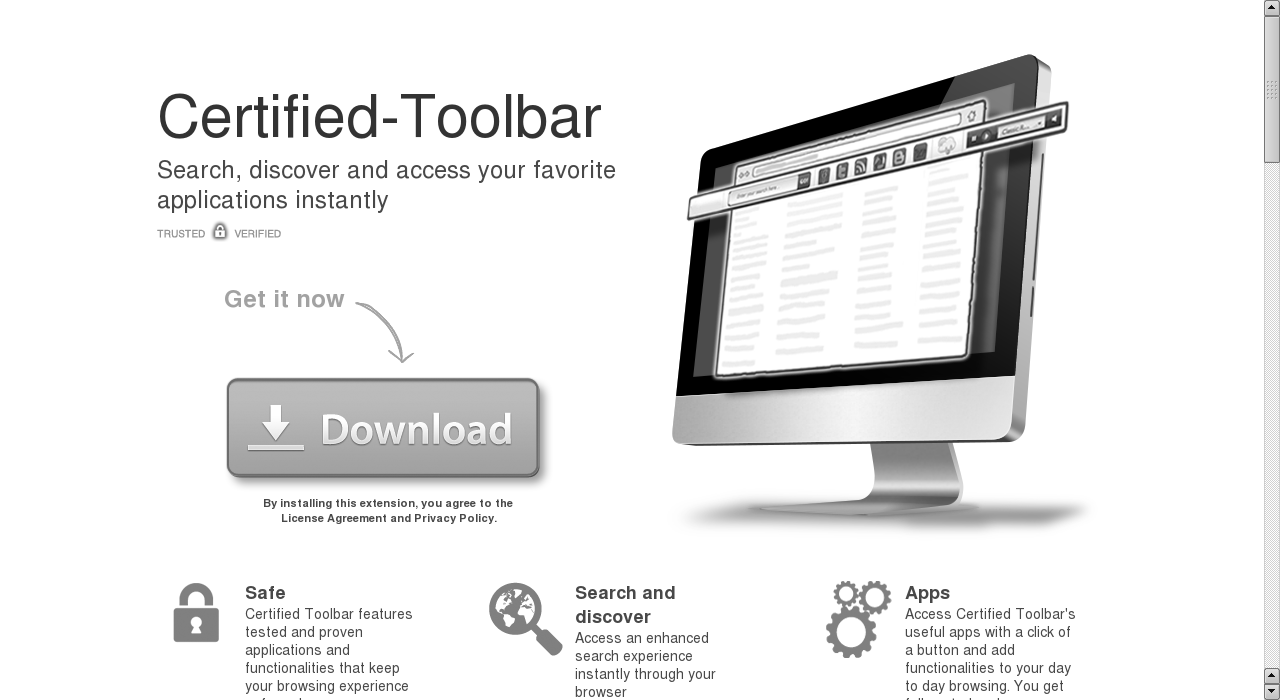 Certified-Toolbar
Search, discover and access your favorite
applications instantly
TRUSTED VERIFIED
Get it now
Download
By installing this extension, you agree to the
License Agreement and Privacy Policy.
Safe
Certified Toolbar features
tested and proven
applications and
functionalities that keep
your browsing experience
Search and
discover
Access an enhanced
search experience
instantly through your
browser
Apps
Access Certified Toolbar's
useful apps with a click of
a button and add
functionalities to your day
to day browsing. You get